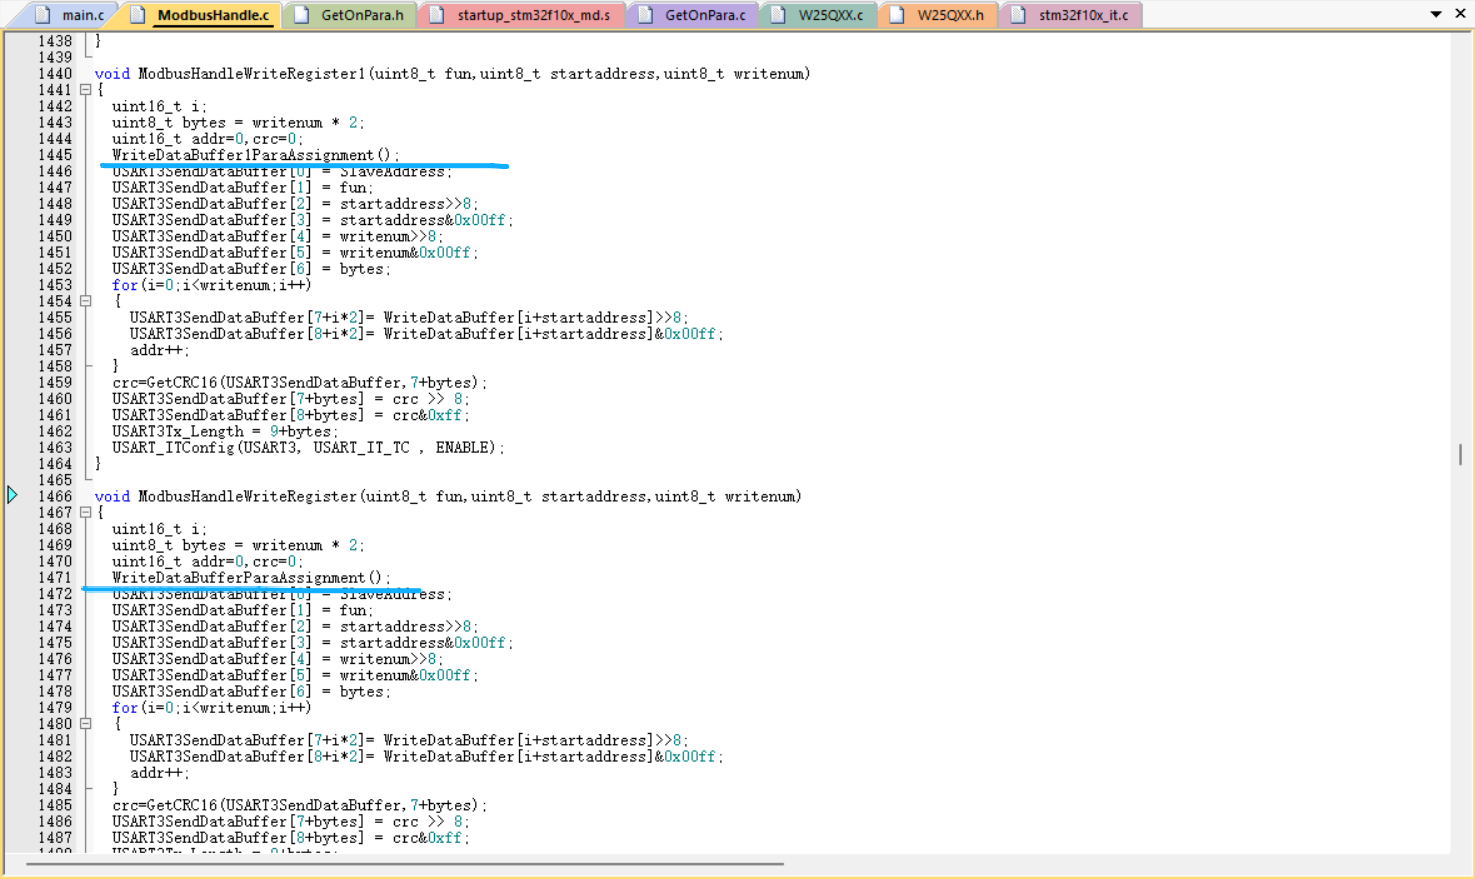 main.c ModbusHandle.c GetOnPara.h startup_stm32f10x_md.s GetOnPara.c W25QXX.c W25QXX.h stm32f10x_it.c
1438 }
1439
1440 void ModbusHandleWriteRegister1(uint8_t fun,uint8_t startaddress,uint8_t writenum)
1441 {
1442 uint16_t i;
1443 uint8_t bytes = writenum * 2;
1444 uint16_t addr=0,crc=0;
1445 WriteDataBuffer1ParaAssignment();
1446 USART3SendDataBuffer[0] = SlaveAddress;
1447 USART3SendDataBuffer[1] = fun;
1448 USART3SendDataBuffer[2] = startaddress>>8;
1449 USART3SendDataBuffer[3] = startaddress&0x00ff;
1450 USART3SendDataBuffer[4] = writenum>>8;
1451 USART3SendDataBuffer[5] = writenum&0x00ff;
1452 USART3SendDataBuffer[6] = bytes;
1453 for(i=0;i<writenum;i++)
1454 {
1455 USART3SendDataBuffer[7+i*2]= WriteDataBuffer[i+startaddress]>>8;
1456 USART3SendDataBuffer[8+i*2]= WriteDataBuffer[i+startaddress]&0x00ff;
1457 addr++;
1458 }
1459 crc=GetCRC16(USART3SendDataBuffer,7+bytes);
1460 USART3SendDataBuffer[7+bytes] = crc >> 8;
1461 USART3SendDataBuffer[8+bytes] = crc&0xff;
1462 USART3Tx_Length = 9+bytes;
1463 USART_ITConfig(USART3, USART_IT_TC , ENABLE);
1464 }
1465
1466 void ModbusHandleWriteRegister(uint8_t fun,uint8_t startaddress,uint8_t writenum)
1467 {
1468 uint16_t i;
1469 uint8_t bytes = writenum * 2;
1470 uint16_t addr=0,crc=0;
1471 WriteDataBufferParaAssignment();
1472 USART3SendDataBuffer[0] = SlaveAddress;
1473 USART3SendDataBuffer[1] = fun;
1474 USART3SendDataBuffer[2] = startaddress>>8;
1475 USART3SendDataBuffer[3] = startaddress&0x00ff;
1476 USART3SendDataBuffer[4] = writenum>>8;
1477 USART3SendDataBuffer[5] = writenum&0x00ff;
1478 USART3SendDataBuffer[6] = bytes;
1479 for(i=0;i<writenum;i++)
1480 {
1481 USART3SendDataBuffer[7+i*2]= WriteDataBuffer[i+startaddress]>>8;
1482 USART3SendDataBuffer[8+i*2]= WriteDataBuffer[i+startaddress]&0x00ff;
1483 addr++;
1484 }
1485 crc=GetCRC16(USART3SendDataBuffer,7+bytes);
1486 USART3SendDataBuffer[7+bytes] = crc >> 8;
1487 USART3SendDataBuffer[8+bytes] = crc&0xff;